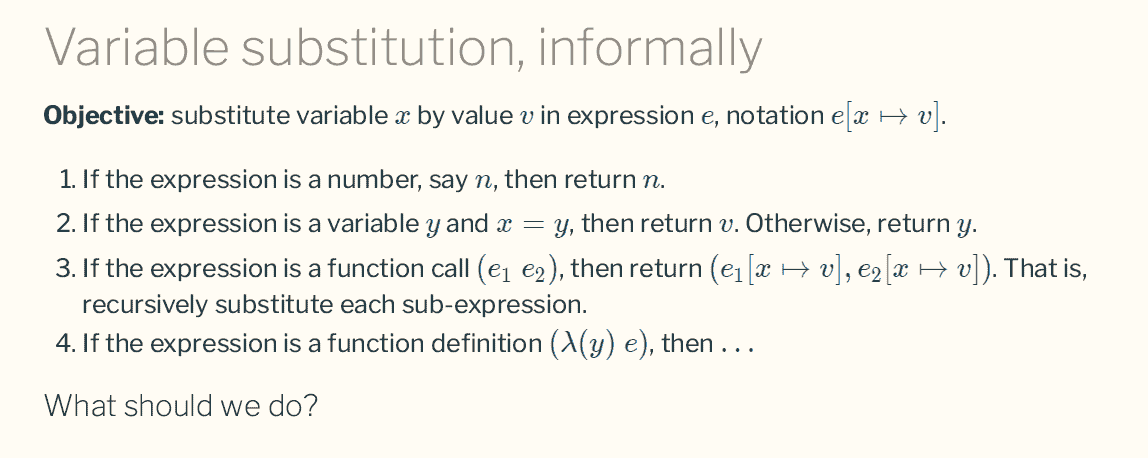 Variable substitution, informally
Objective: substitute variable x by value v in expression e, notation e[x ↦ v].
1. If the expression is a number, say n, then return n.
2. If the expression is a variable y and x = y, then return v. Otherwise, return y.
3. If the expression is a function call (e₁ e₂), then return (e₁[x ↦ v], e₂[x ↦ v]). That is,
recursively substitute each sub-expression.
4. If the expression is a function definition (λ(y) e), then ...
What should we do?